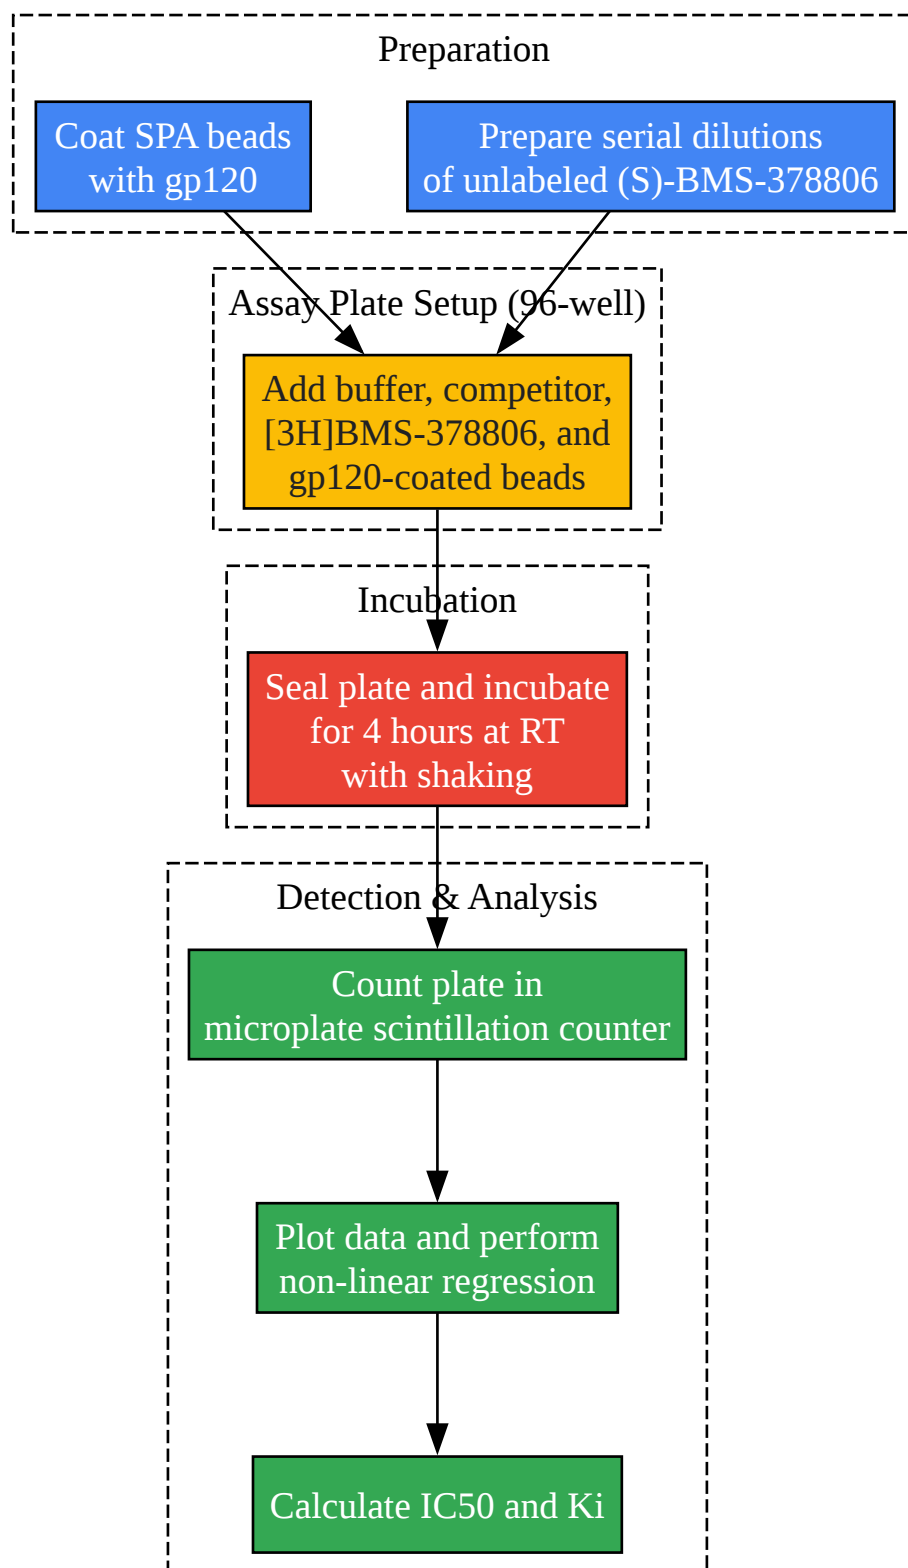 Preparation
Coat SPA beads
with gp120
Prepare serial dilutions
of unlabeled (S)-BMS-378806
Assay Plate Setup (96-well)
Add buffer, competitor,
[3H]BMS-378806, and
gp120-coated beads
Incubation
Seal plate and incubate
for 4 hours at RT
with shaking
Detection & Analysis
Count plate in
microplate scintillation counter
Plot data and perform
non-linear regression
Calculate IC50 and Ki